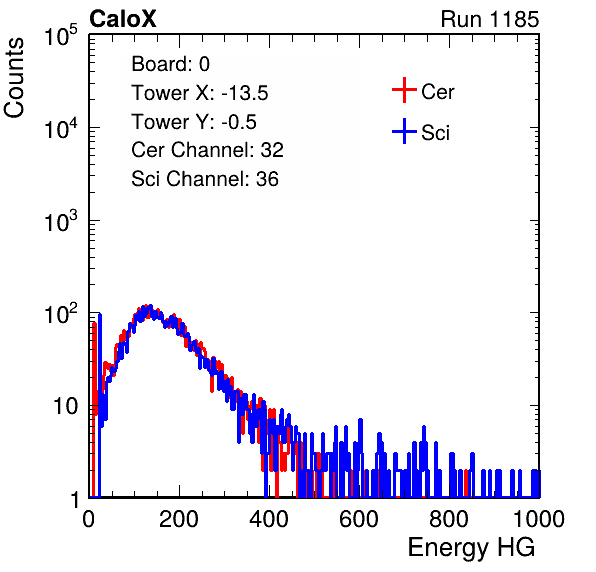 CaloX Run 1185
Board: 0
Tower X: -13.5
Tower Y: -0.5
Cer Channel: 32
Sci Channel: 36
Cer
Sci
Counts
10^5
10^4
10^3
10^2
10
1
0 200 400 600 800 1000
Energy HG